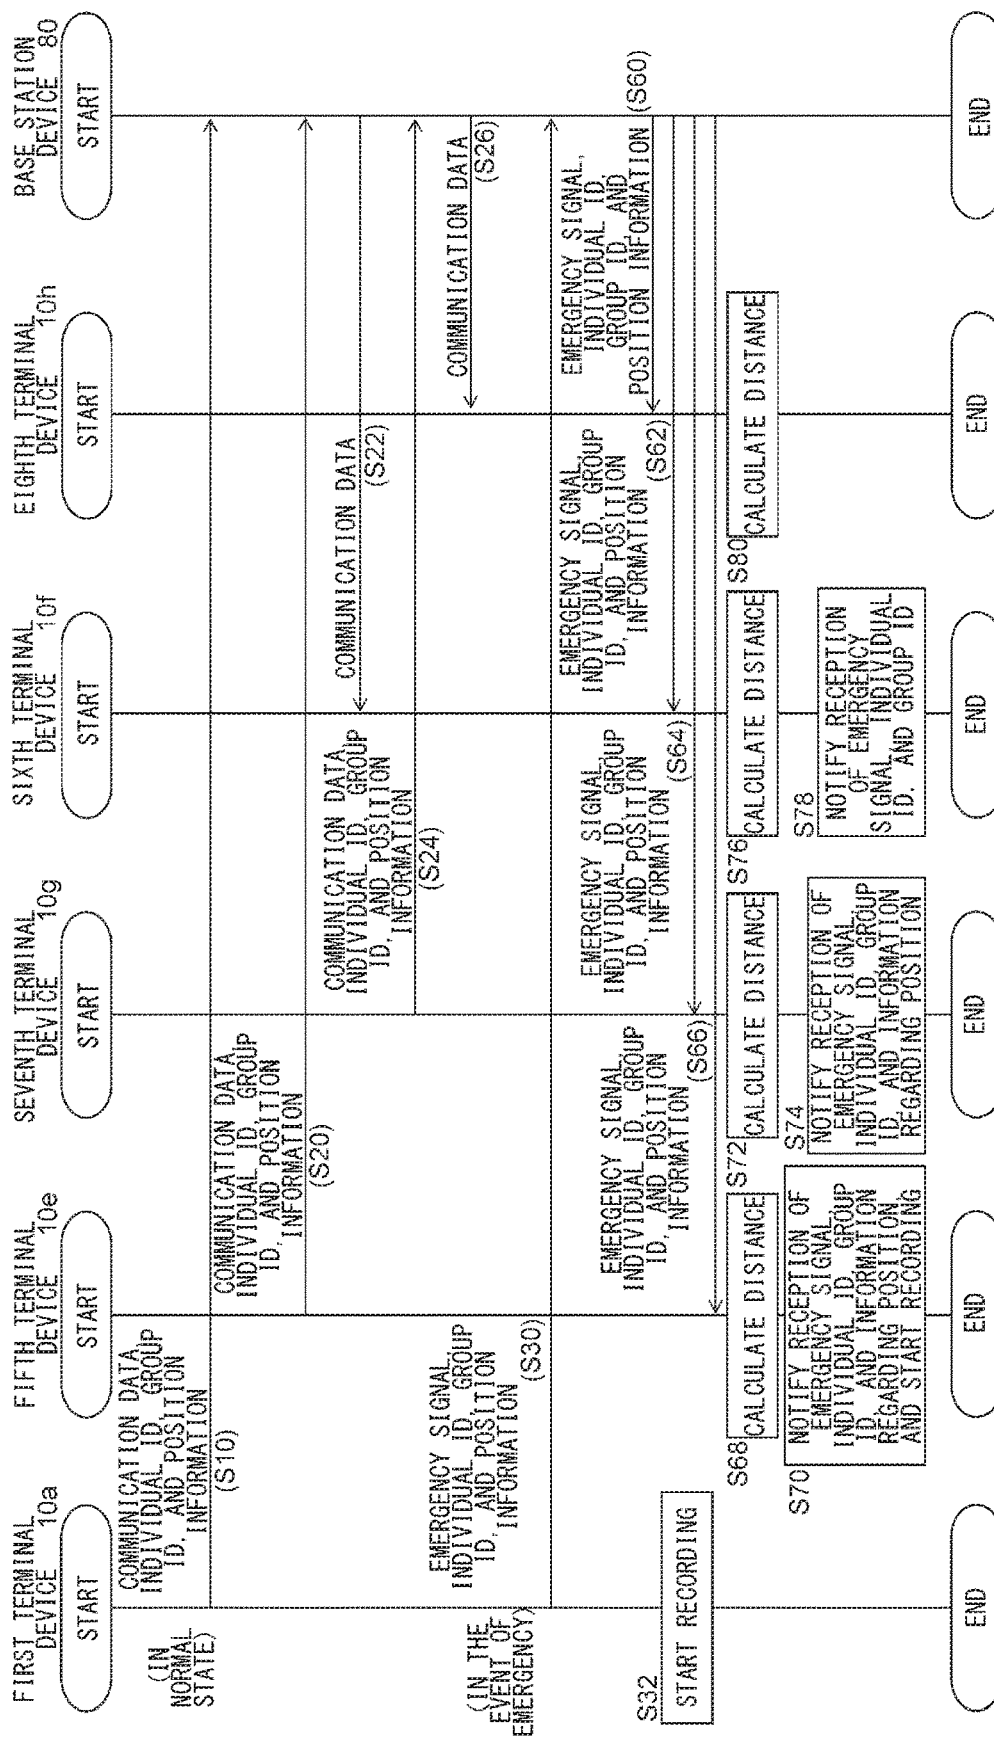 FIRST TERMINAL
DEVICE 10a
START
FIFTH TERMINAL
DEVICE 10e
START
SEVENTH TERMINAL
DEVICE 10g
START
SIXTH TERMINAL
DEVICE 10f
START
EIGHTH TERMINAL
DEVICE 10h
START
BASE STATION
DEVICE 80
START
(IN
NORMAL
STATE)
COMMUNICATION DATA,
INDIVIDUAL ID, GROUP
ID, AND POSITION
INFORMATION
(S10)
COMMUNICATION DATA,
INDIVIDUAL ID, GROUP
ID, AND POSITION
INFORMATION
(S20)
COMMUNICATION DATA
(S22)
COMMUNICATION DATA,
INDIVIDUAL ID, GROUP
ID, AND POSITION
INFORMATION
(S24)
COMMUNICATION DATA
(S26)
(IN THE
EVENT OF
EMERGENCY)
EMERGENCY SIGNAL,
INDIVIDUAL ID, GROUP
ID, AND POSITION
INFORMATION
(S30)
EMERGENCY SIGNAL,
INDIVIDUAL ID,
GROUP ID, AND
POSITION INFORMATION (S60)
EMERGENCY SIGNAL,
INDIVIDUAL ID, GROUP
ID, AND POSITION
INFORMATION
(S62)
EMERGENCY SIGNAL,
INDIVIDUAL ID, GROUP
ID, AND POSITION
INFORMATION
(S64)
EMERGENCY SIGNAL,
INDIVIDUAL ID, GROUP
ID, AND POSITION
INFORMATION
(S66)
S32
START RECORDING
S68
CALCULATE DISTANCE
S72
CALCULATE DISTANCE
S76
CALCULATE DISTANCE
S80
CALCULATE DISTANCE
S70
NOTIFY RECEPTION OF
EMERGENCY SIGNAL,
INDIVIDUAL ID, GROUP
ID, AND INFORMATION
REGARDING POSITION
AND START RECORDING
S74
NOTIFY RECEPTION OF
EMERGENCY SIGNAL,
INDIVIDUAL ID, GROUP
ID, AND INFORMATION
REGARDING POSITION
S78
NOTIFY RECEPTION
OF EMERGENCY
SIGNAL, INDIVIDUAL
ID, AND GROUP ID
END
END
END
END
END
END